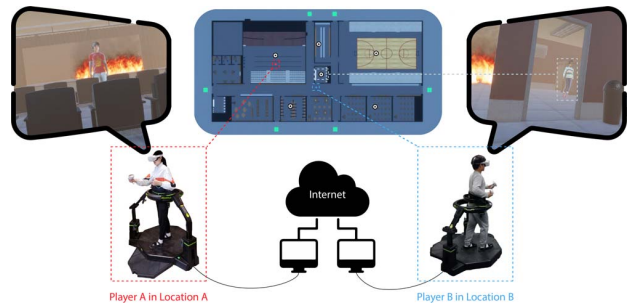 Internet
Player A in Location A
Player B in Location B